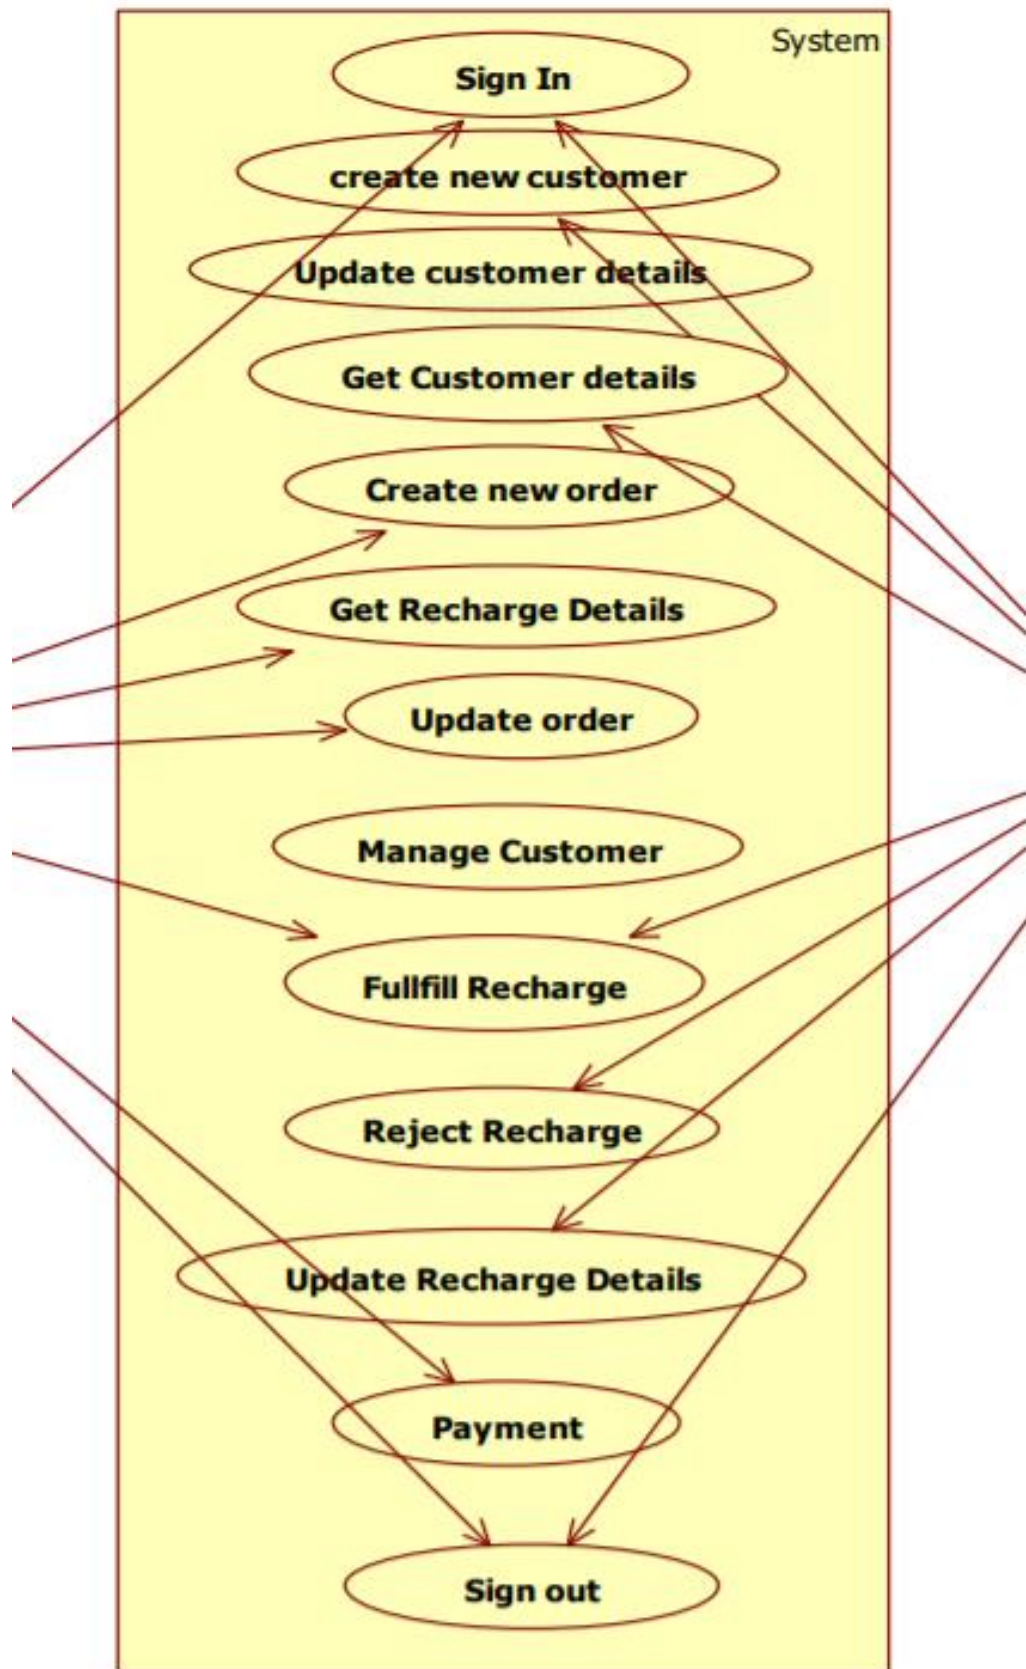 System
Sign In
create new customer
Update customer details
Get Customer details
Create new order
Get Recharge Details
Update order
Manage Customer
Fullfill Recharge
Reject Recharge
Update Recharge Details
Payment
Sign out